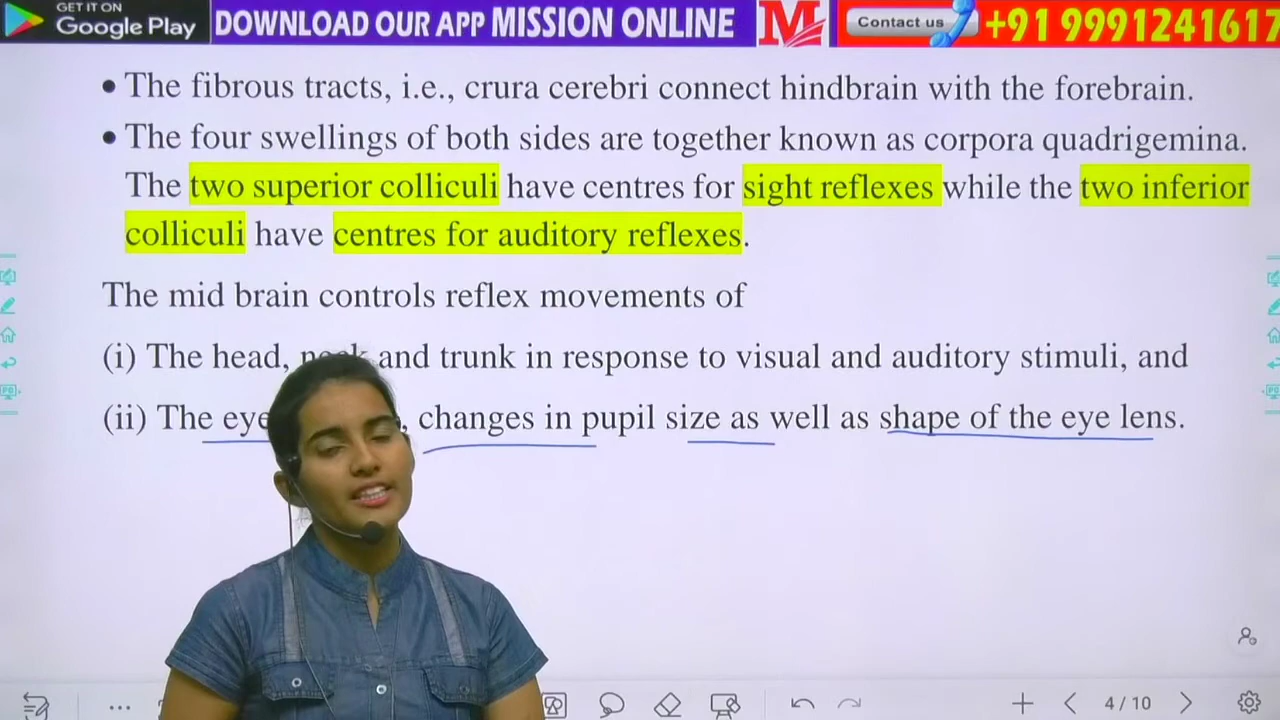 GET IT ON
Google Play
DOWNLOAD OUR APP MISSION ONLINE
M
Contact us
+91 9991241617
• The fibrous tracts, i.e., crura cerebri connect hindbrain with the forebrain.
• The four swellings of both sides are together known as corpora quadrigemina.
The two superior colliculi have centres for sight reflexes while the two inferior
colliculi have centres for auditory reflexes.
The mid brain controls reflex movements of
(i) The head, neck and trunk in response to visual and auditory stimuli, and
(ii) The eye , changes in pupil size as well as shape of the eye lens.
4 / 10